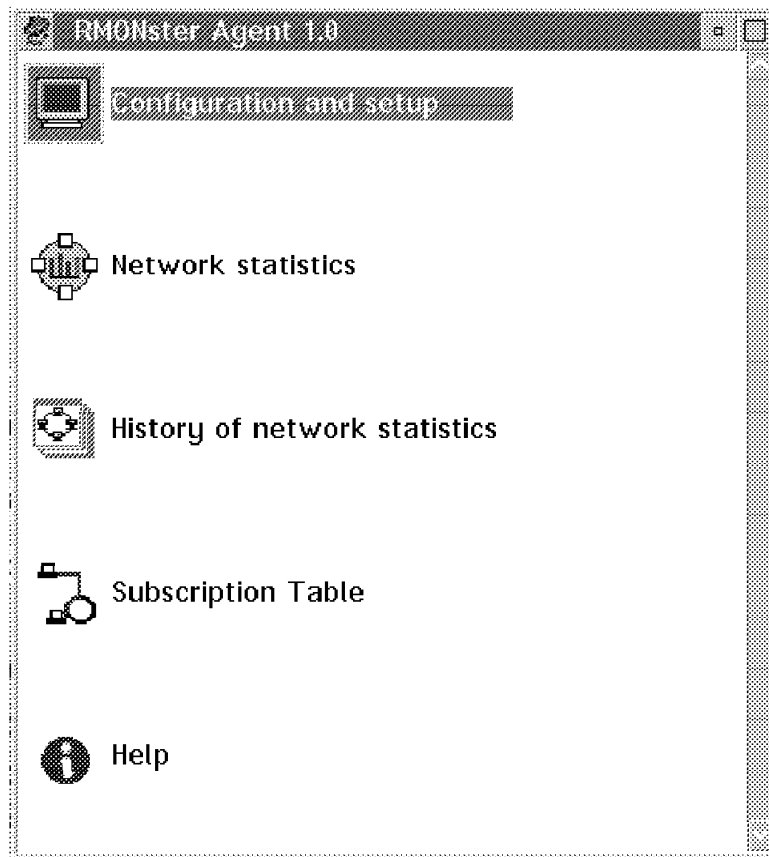 RMONster Agent 1.0
Configuration and setup
Network statistics
History of network statistics
Subscription Table
Help